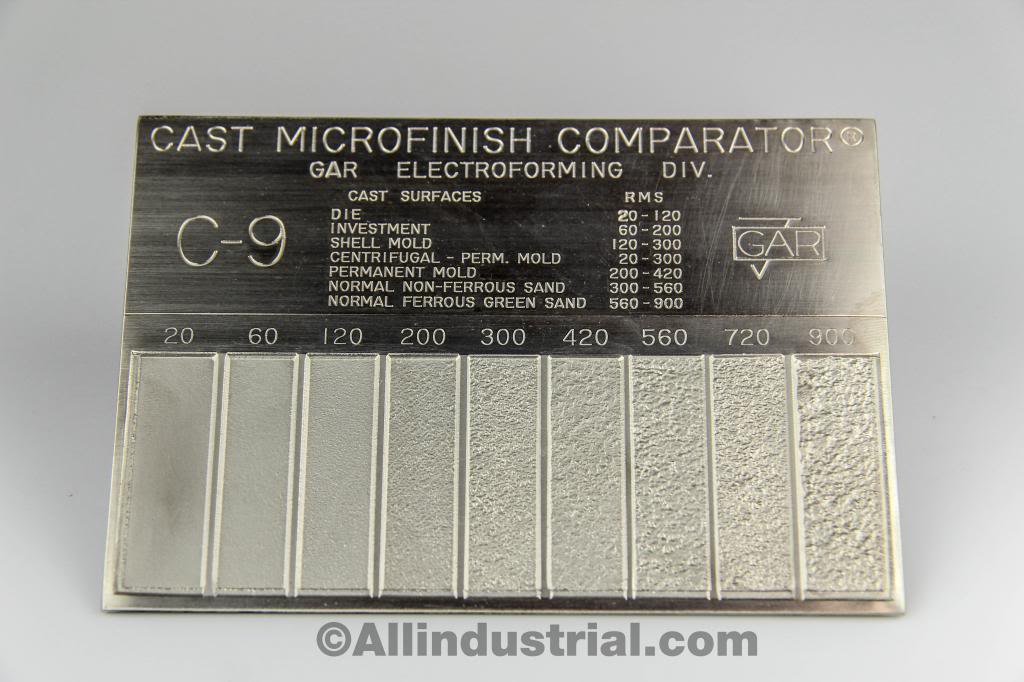 CAST MICROFINISH COMPARATOR®
GAR ELECTROFORMING DIV.
CAST SURFACES RMS
DIE 20-120
INVESTMENT 60-200
SHELL MOLD 120-300
CENTRIFUGAL - PERM. MOLD 20-300
PERMANENT MOLD 200-420
NORMAL NON-FERROUS SAND 300-560
NORMAL FERROUS GREEN SAND 560-900
C-9
GAR
20 60 120 200 300 420 560 720 900
©Allindustrial.com